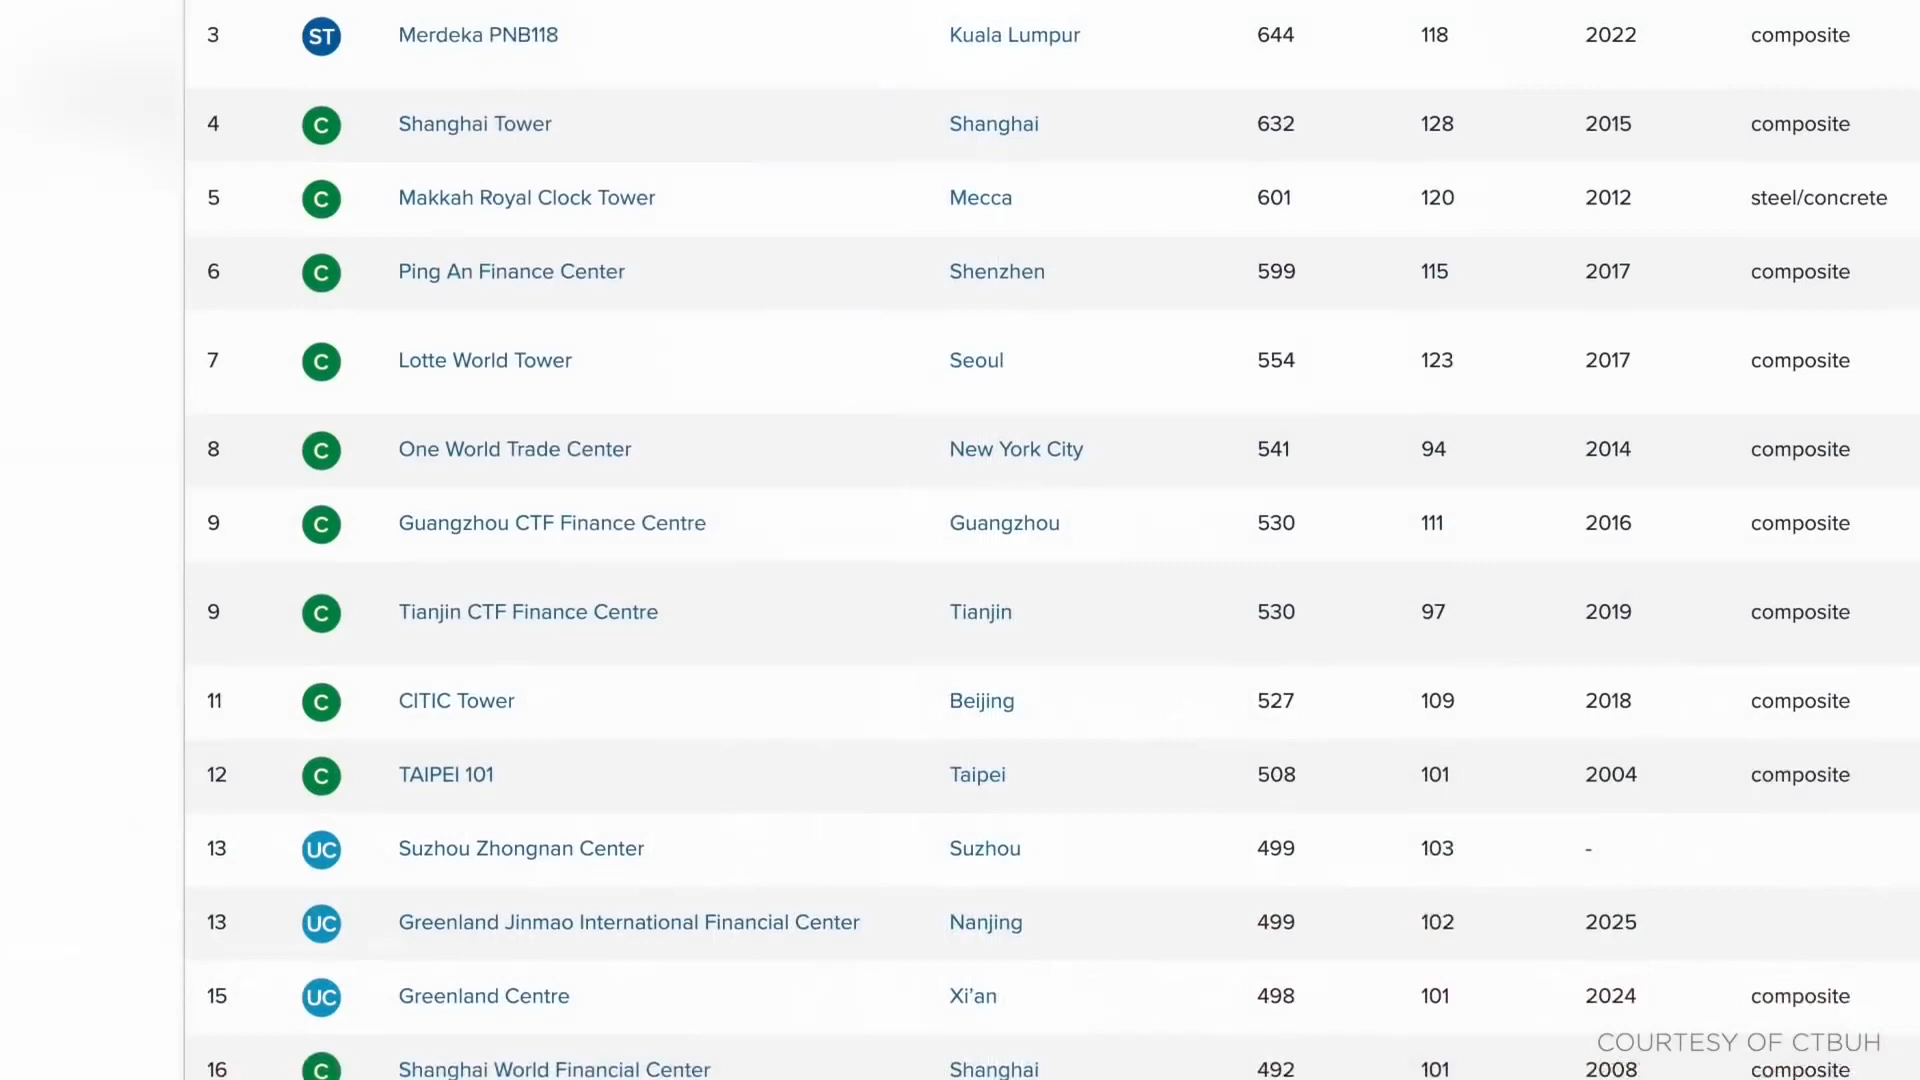 3 ST Merdeka PNB118 Kuala Lumpur 644 118 2022 composite
4 C Shanghai Tower Shanghai 632 128 2015 composite
5 C Makkah Royal Clock Tower Mecca 601 120 2012 steel/concrete
6 C Ping An Finance Center Shenzhen 599 115 2017 composite
7 C Lotte World Tower Seoul 554 123 2017 composite
8 C One World Trade Center New York City 541 94 2014 composite
9 C Guangzhou CTF Finance Centre Guangzhou 530 111 2016 composite
9 C Tianjin CTF Finance Centre Tianjin 530 97 2019 composite
11 C CITIC Tower Beijing 527 109 2018 composite
12 C TAIPEI 101 Taipei 508 101 2004 composite
13 UC Suzhou Zhongnan Center Suzhou 499 103 -
13 UC Greenland Jinmao International Financial Center Nanjing 499 102 2025
15 UC Greenland Centre Xi’an 498 101 2024 composite
COURTESY OF CTBUH
16 C Shanghai World Financial Center Shanghai 492 101 2008 composite